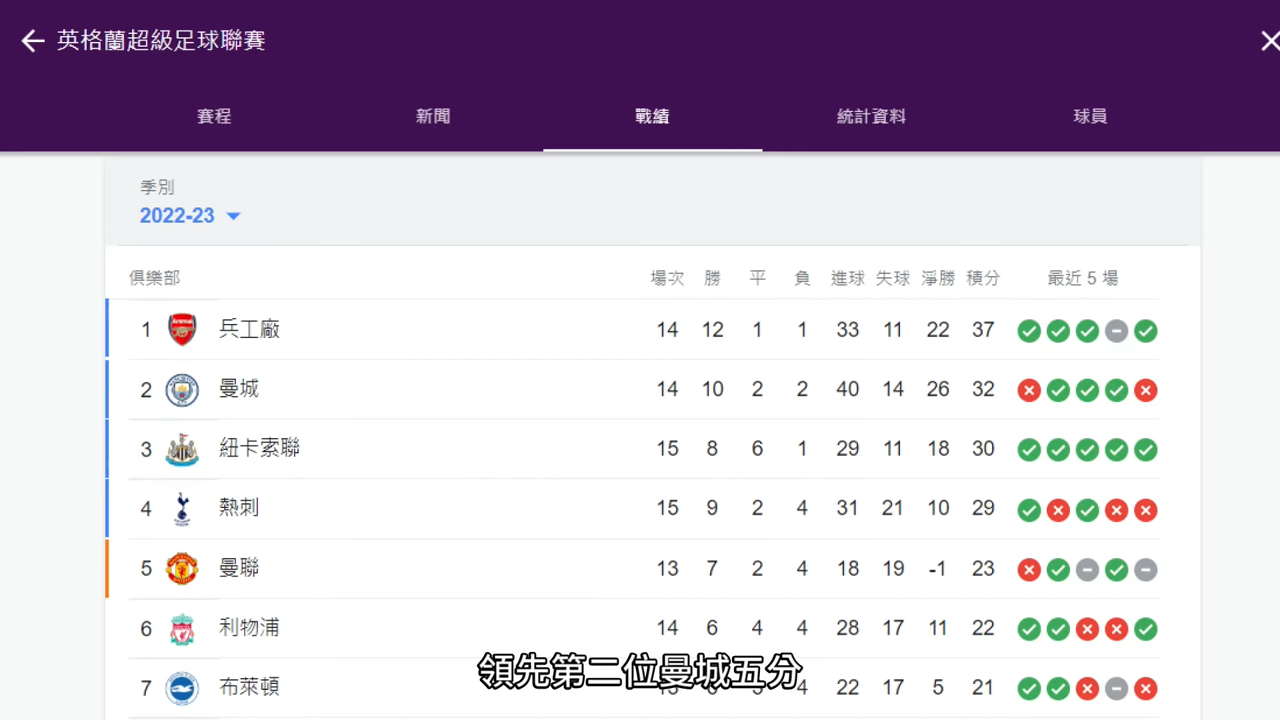 英格蘭超級足球聯賽
賽程 新聞 戰績 統計資料 球員
季別
2022-23
俱樂部 場次 勝 平 負 進球 失球 淨勝 積分 最近 5 場
1 兵工廠 14 12 1 1 33 11 22 37
2 曼城 14 10 2 2 40 14 26 32
3 紐卡索聯 15 8 6 1 29 11 18 30
4 熱刺 15 9 2 4 31 21 10 29
5 曼聯 13 7 2 4 18 19 -1 23
6 利物浦 14 6 4 4 28 17 11 22
7 布萊頓 4 22 17 5 21
領先第二位曼城五分